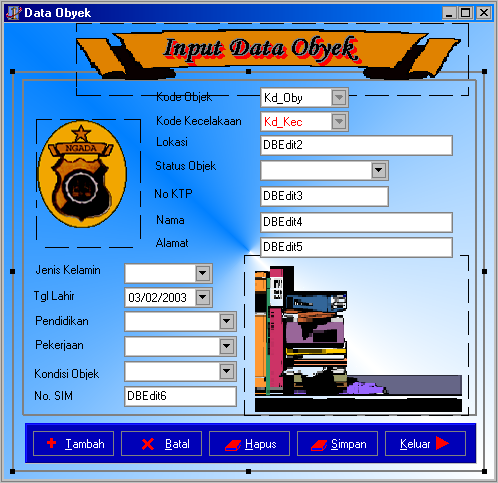 Data Obyek
Input Data Obyek
Kode Objek Kd_Oby
Kode Kecelakaan Kd_Kec
Lokasi DBEdit2
Status Objek
No KTP DBEdit3
Nama DBEdit4
Alamat DBEdit5
NGADA
Jenis Kelamin
Tgl Lahir 03/02/2003
Pendidikan
Pekerjaan
Kondisi Objek
No. SIM DBEdit6
Tambah Batal Hapus Simpan Keluar